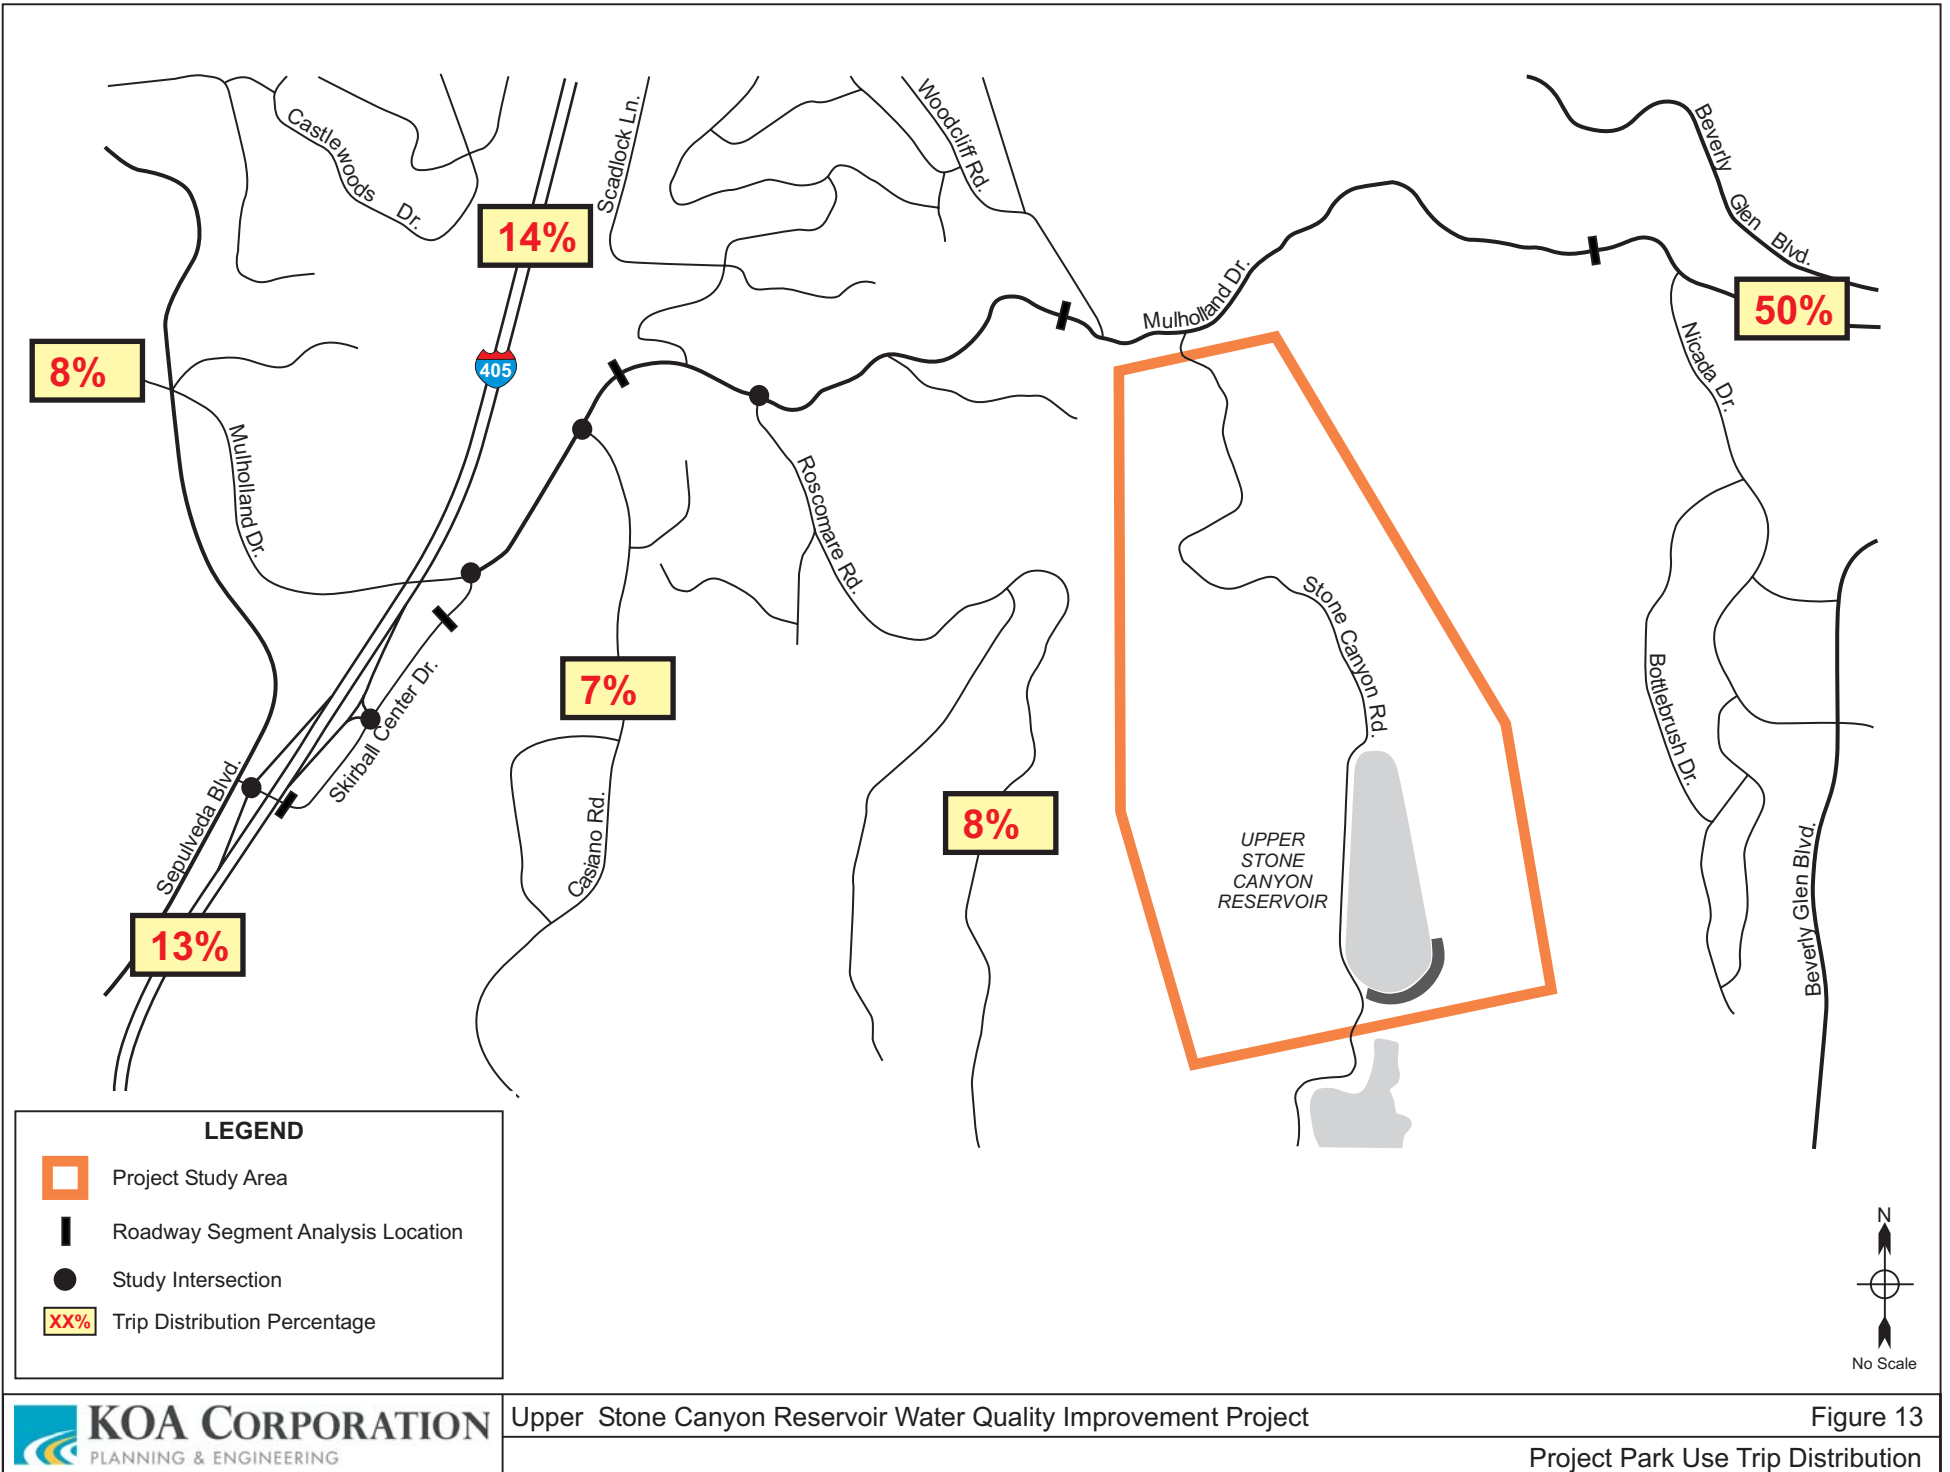 Castlewoods Dr.
Scadlock Ln.
Woodcliff Rd.
Beverly Glen Blvd.
14%
50%
8%
405
Mulholland Dr.
Mulholland Dr.
Nicada Dr.
Roscomare Rd.
Stone Canyon Rd.
7%
Bottlebrush Dr.
Skirball Center Dr.
Sepulveda Blvd.
8%
Casiano Rd.
UPPER
STONE
CANYON
RESERVOIR
Beverly Glen Blvd.
13%
LEGEND
Project Study Area
Roadway Segment Analysis Location
Study Intersection
XX% Trip Distribution Percentage
N
No Scale
KOA CORPORATION
PLANNING & ENGINEERING
Upper Stone Canyon Reservoir Water Quality Improvement Project
Figure 13
Project Park Use Trip Distribution